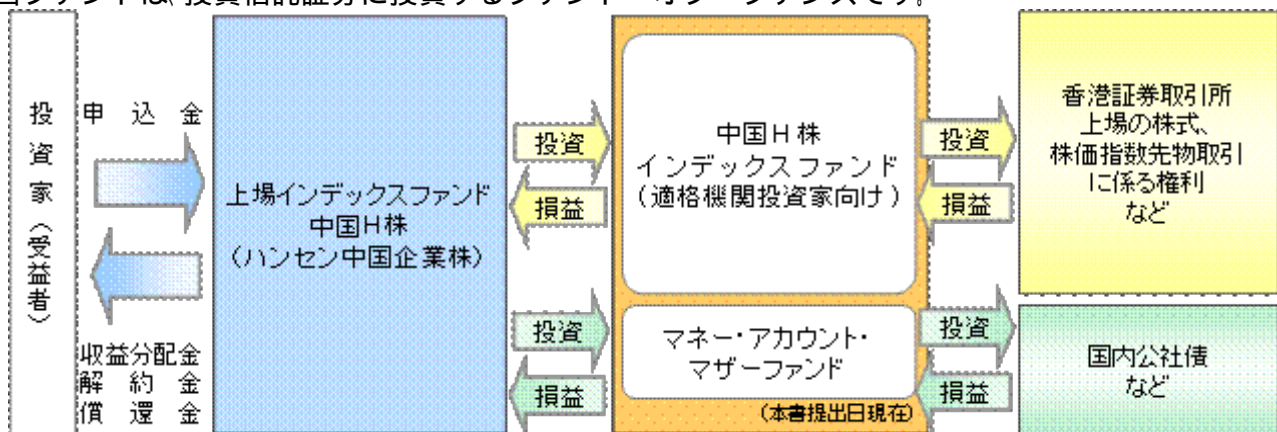 当ファンドは、投資信託証券に投資するファンド・オブ・ファンズです。
投資家（受益者）
申込金
収益分配金
解約金
償還金
上場インデックスファンド
中国H株
（ハンセン中国企業株）
投資
損益
投資
損益
中国H株
インデックスファンド
（適格機関投資家向け）
マネー・アカウント・
マザーファンド
（本書提出日現在）
投資
損益
投資
損益
香港証券取引所
上場の株式、
株価指数先物取引
に係る権利
など
国内公社債
など